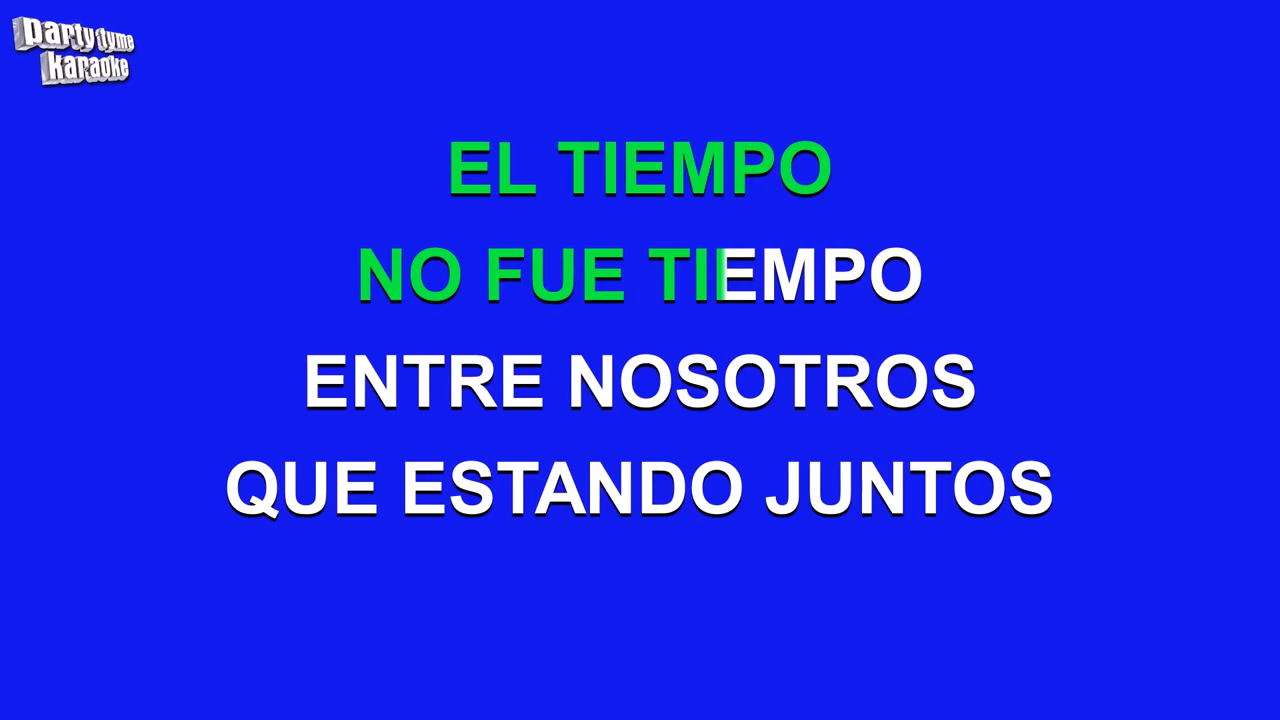 party tyme
karaoke
EL TIEMPO
NO FUE TIEMPO
ENTRE NOSOTROS
QUE ESTANDO JUNTOS